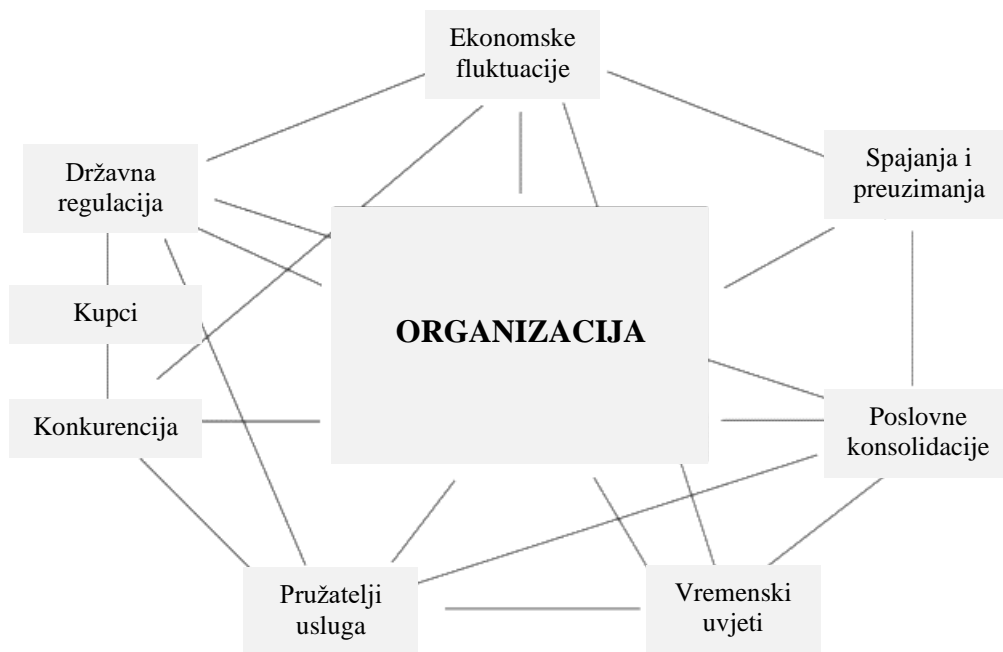 Ekonomske
fluktuacije
Državna
regulacija
Spajanja i
preuzimanja
Kupci
ORGANIZACIJA
Konkurencija
Poslovne
konsolidacije
Pružatelji
usluga
Vremenski
uvjeti